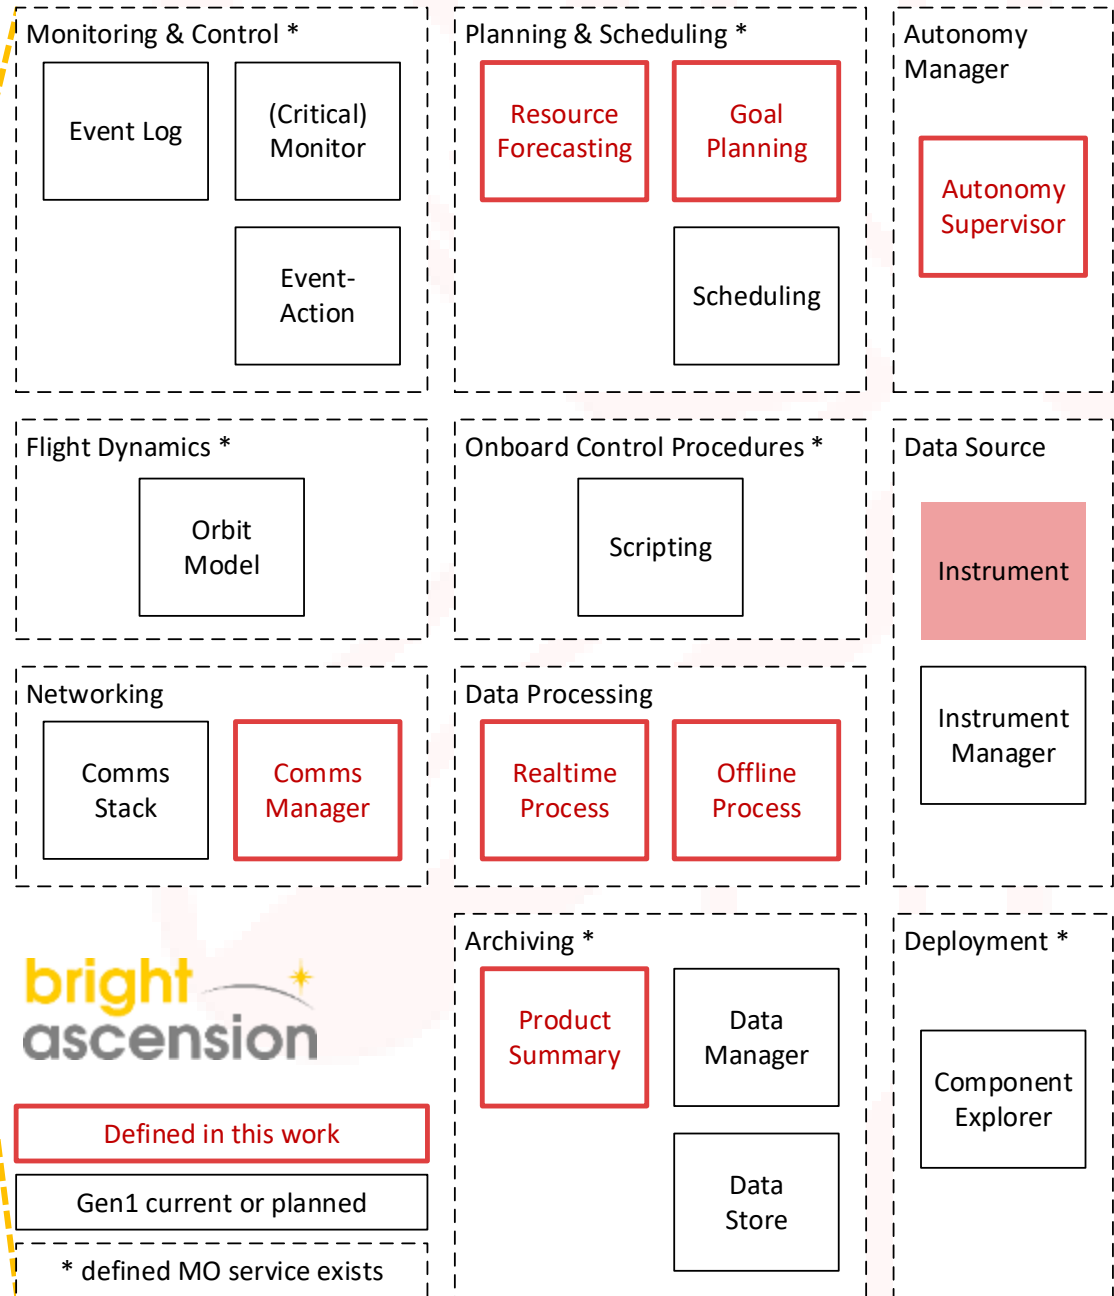 Monitoring & Control *
Event Log
(Critical)
Monitor
Event-
Action
Planning & Scheduling *
Resource
Forecasting
Goal
Planning
Scheduling
Autonomy
Manager
Autonomy
Supervisor
Flight Dynamics *
Orbit
Model
Onboard Control Procedures *
Scripting
Data Source
Instrument
Instrument
Manager
Networking
Comms
Stack
Comms
Manager
Data Processing
Realtime
Process
Offline
Process
Archiving *
Product
Summary
Data
Manager
Data
Store
Deployment *
Component
Explorer
bright
ascension
Defined in this work
Gen1 current or planned
* defined MO service exists